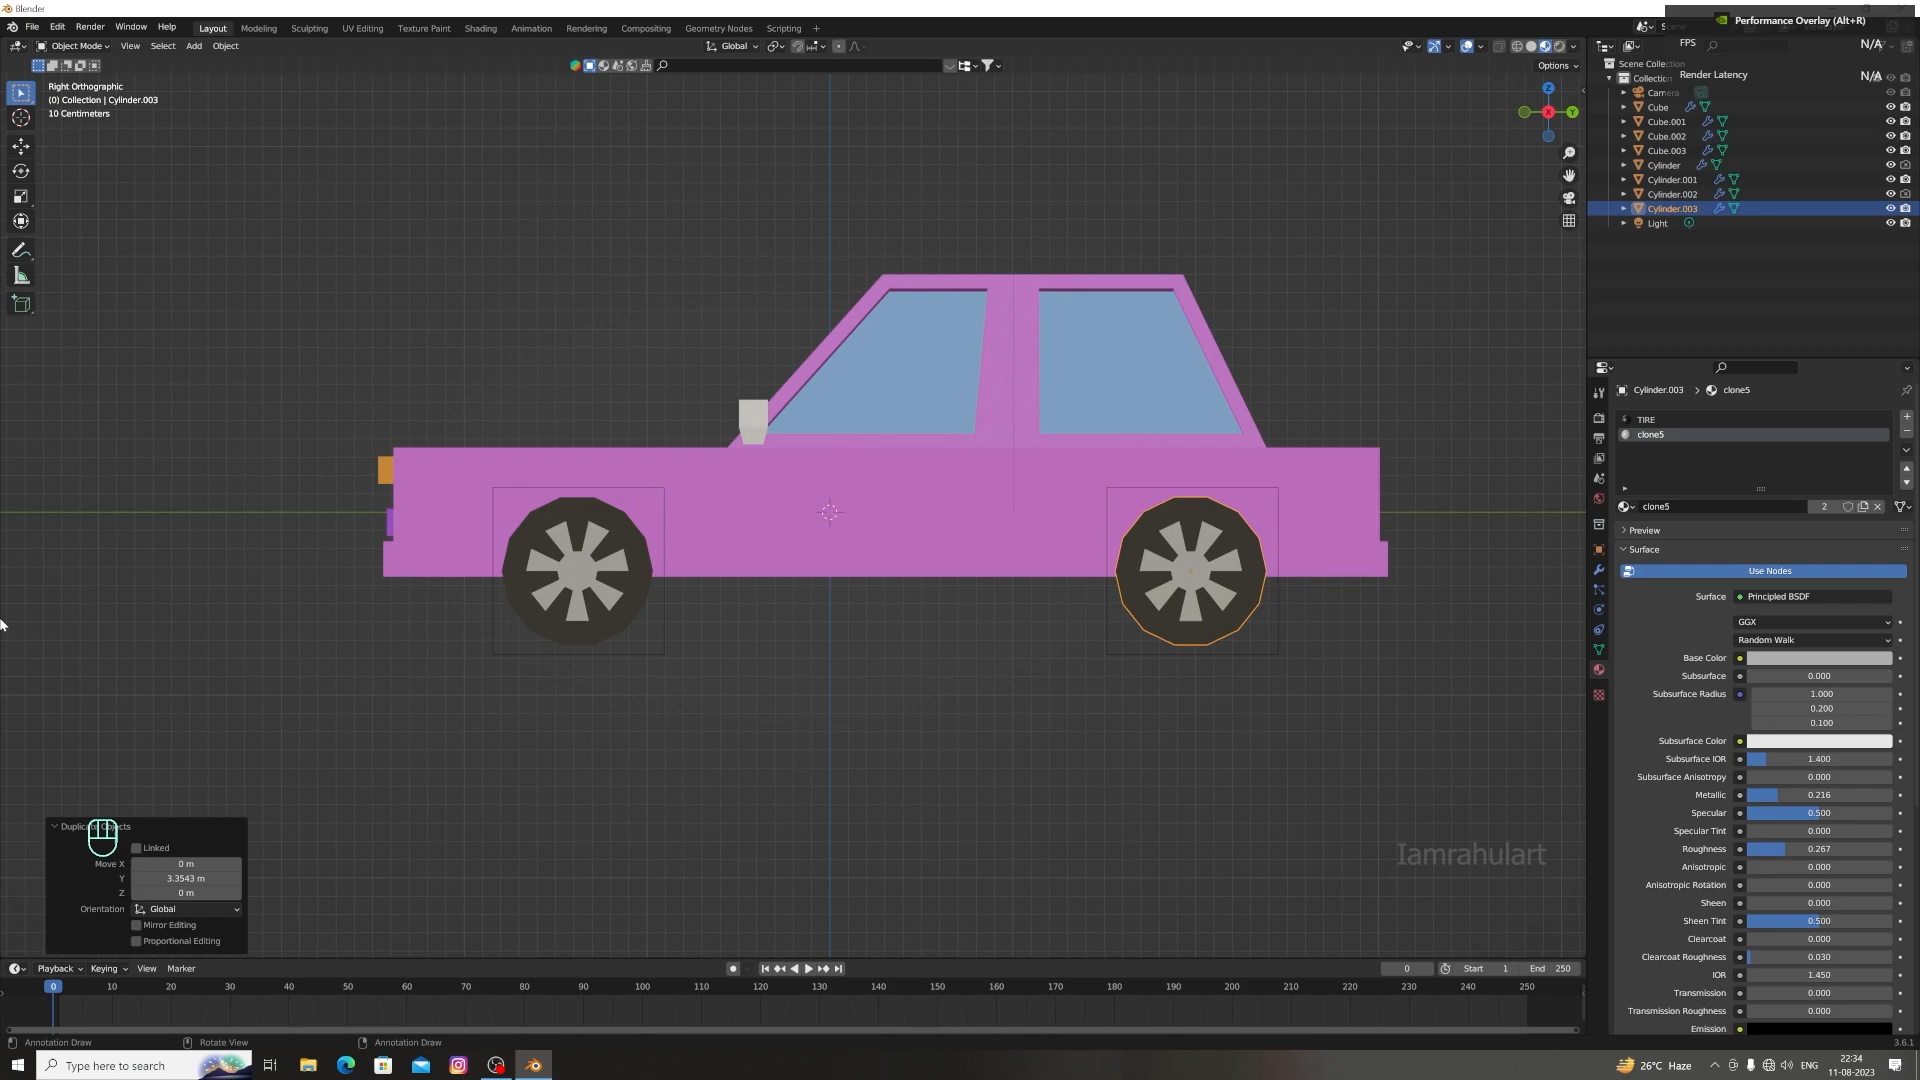 Blender
Performance Overlay (Alt+R)
File Edit Render Window Help Layout Modeling Sculpting UV Editing Texture Paint Shading Animation Rendering Compositing Geometry Nodes Scripting +
FPS N/A
Object Mode View Select Add Object Global
Options
Render Latency N/A
Right Orthographic
(0) Collection | Cylinder.003
10 Centimeters
Z
X
Y
Scene Collection
Collection
Camera
Cube
Cube.001
Cube.002
Cube.003
Cylinder
Cylinder.001
Cylinder.002
Cylinder.003
Light
Cylinder.003 > clone5
TIRE
clone5
clone5 2
Preview
Surface
Use Nodes
Surface Principled BSDF
GGX
Random Walk
Base Color
Subsurface 0.000
Subsurface Radius 1.000
0.200
0.100
Subsurface Color
Subsurface IOR 1.400
Subsurface Anisotropy 0.000
Metallic 0.216
Specular 0.500
Specular Tint 0.000
Roughness 0.267
Anisotropic 0.000
Anisotropic Rotation 0.000
Sheen 0.000
Sheen Tint 0.500
Clearcoat 0.000
Clearcoat Roughness 0.030
IOR 1.450
Transmission 0.000
Transmission Roughness 0.000
Emission
Iamrahulart
Duplicate Objects
Linked
Move X 0 m
Y 3.3543 m
Z 0 m
Orientation Global
Mirror Editing
Proportional Editing
Playback Keying View Marker 0 Start 1 End 250
0 10 20 30 40 50 60 70 80 90 100 110 120 130 140 150 160 170 180 190 200 210 220 230 240 250
Annotation Draw Rotate View Annotation Draw 3.6.1
Type here to search
26°C Haze ENG 22:34
11-08-2023